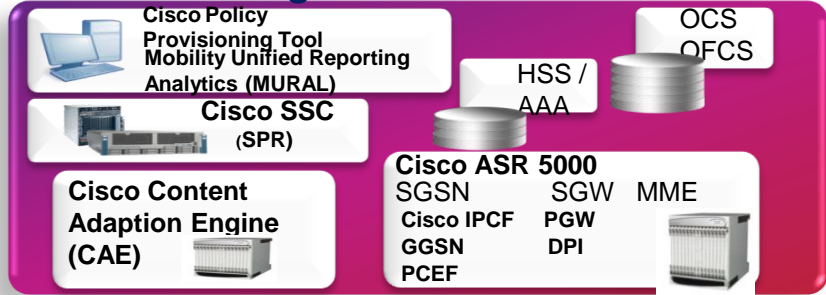 Cisco Policy
Provisioning Tool
Mobility Unified Reporting
Analytics (MURAL)
OCS
OFCS
HSS /
AAA
Cisco SSC
(SPR)
Cisco Content
Adaption Engine
(CAE)
Cisco ASR 5000
SGSN SGW MME
Cisco IPCF PGW
GGSN DPI
PCEF